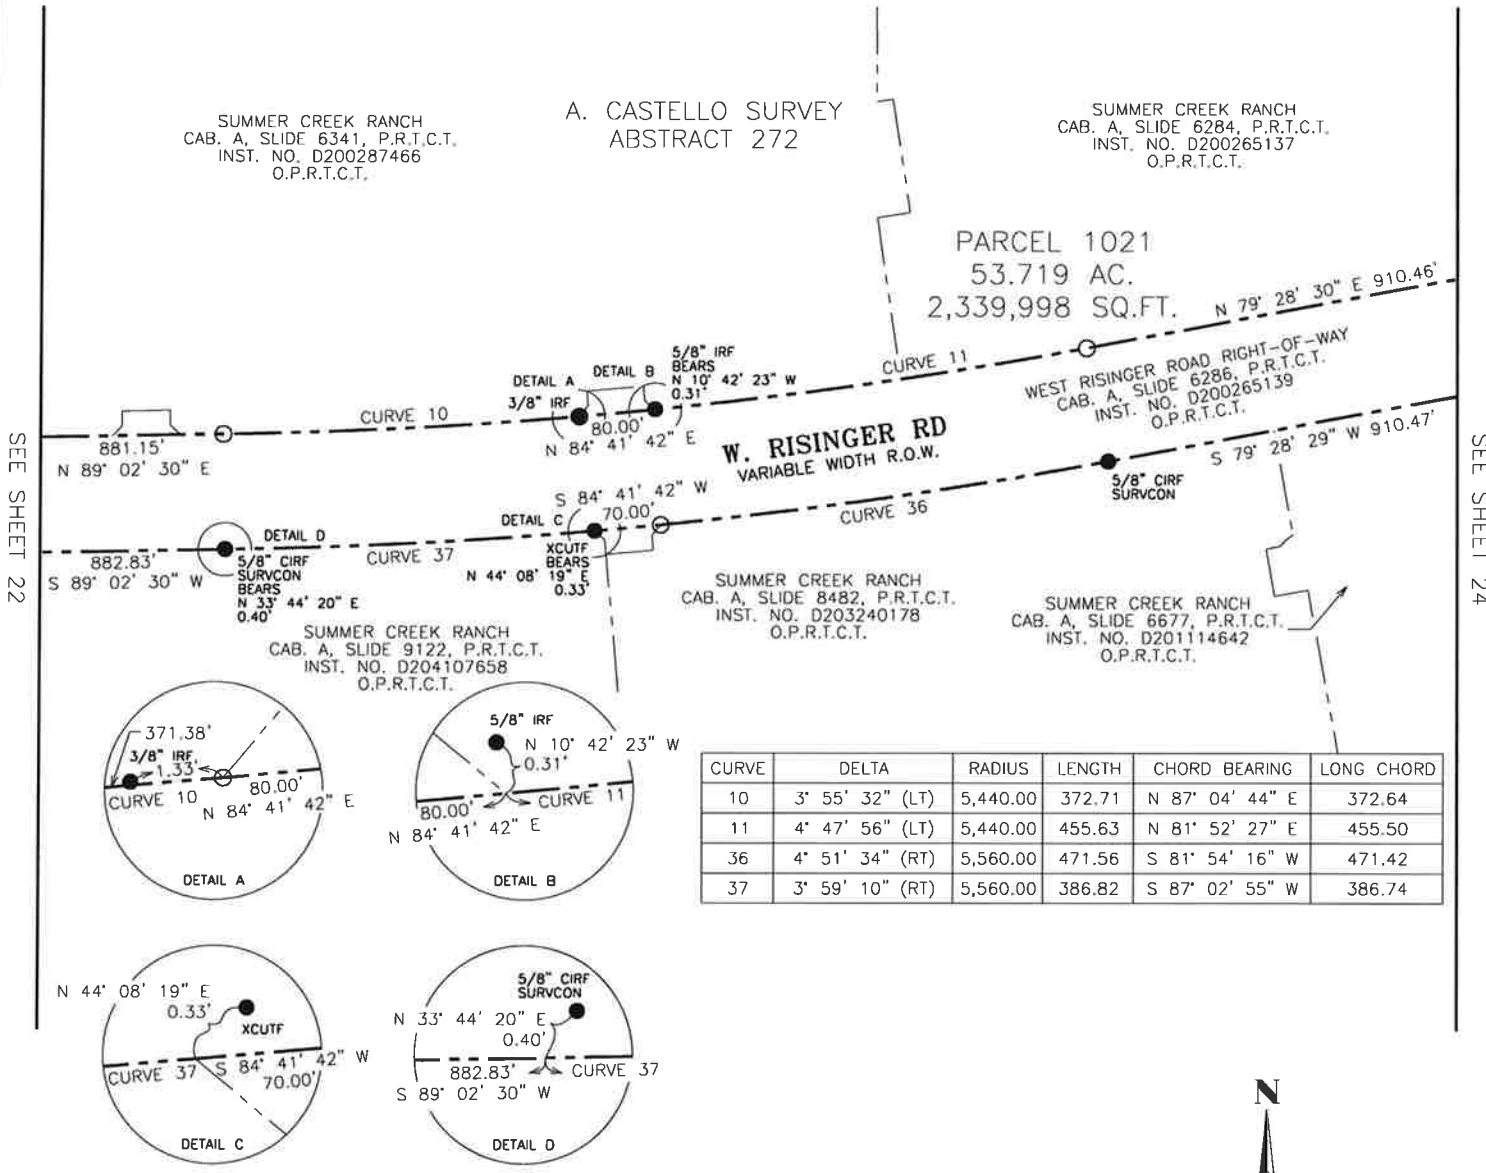 SUMMER CREEK RANCH
CAB. A, SLIDE 6341, P.R.T.C.T.
INST. NO. D200287466
O.P.R.T.C.T.
A. CASTELLO SURVEY
ABSTRACT 272
SUMMER CREEK RANCH
CAB. A, SLIDE 6284, P.R.T.C.T.
INST. NO. D200265137
O.P.R.T.C.T.
PARCEL 1021
53.719 AC.
2,339,998 SQ.FT.
N 79° 28' 30" E 910.46'
CURVE 11
WEST RISINGER ROAD RIGHT-OF-WAY
CAB. A, SLIDE 6286, P.R.T.C.T.
INST. NO. D200265139
O.P.R.T.C.T.
5/8" IRF
BEARS
N 10° 42' 23" W
0.31'
DETAIL B
DETAIL A
3/8" IRF
80.00'
N 84° 41' 42" E
CURVE 10
881.15'
N 89° 02' 30" E
W. RISINGER RD
VARIABLE WIDTH R.O.W.
S 79° 28' 29" W 910.47'
5/8" CIRF
SURVCON
S 84° 41' 42" W
70.00'
CURVE 36
DETAIL C
XCUTF
BEARS
N 44° 08' 19" E
0.33'
DETAIL D
CURVE 37
882.83'
S 89° 02' 30" W
5/8" CIRF
SURVCON
BEARS
N 33° 44' 20" E
0.40'
SEE SHEET 22
SEE SHEET 24
SUMMER CREEK RANCH
CAB. A, SLIDE 9122, P.R.T.C.T.
INST. NO. D204107658
O.P.R.T.C.T.
SUMMER CREEK RANCH
CAB. A, SLIDE 8482, P.R.T.C.T.
INST. NO. D203240178
O.P.R.T.C.T.
SUMMER CREEK RANCH
CAB. A, SLIDE 6677, P.R.T.C.T.
INST. NO. D201114642
O.P.R.T.C.T.
371.38'
3/8" IRF
1.33'
CURVE 10
80.00'
N 84° 41' 42" E
DETAIL A
5/8" IRF
N 10° 42' 23" W
0.31'
80.00'
CURVE 11
N 84° 41' 42" E
DETAIL B
CURVE DELTA RADIUS LENGTH CHORD BEARING LONG CHORD
10 3° 55' 32" (LT) 5,440.00 372.71 N 87° 04' 44" E 372.64
11 4° 47' 56" (LT) 5,440.00 455.63 N 81° 52' 27" E 455.50
36 4° 51' 34" (RT) 5,560.00 471.56 S 81° 54' 16" W 471.42
37 3° 59' 10" (RT) 5,560.00 386.82 S 87° 02' 55" W 386.74
N 44° 08' 19" E
0.33'
XCUTF
CURVE 37
S 84° 41' 42" W
70.00'
DETAIL C
5/8" CIRF
SURVCON
N 33° 44' 20" E
0.40'
882.83'
CURVE 37
S 89° 02' 30" W
DETAIL D
N